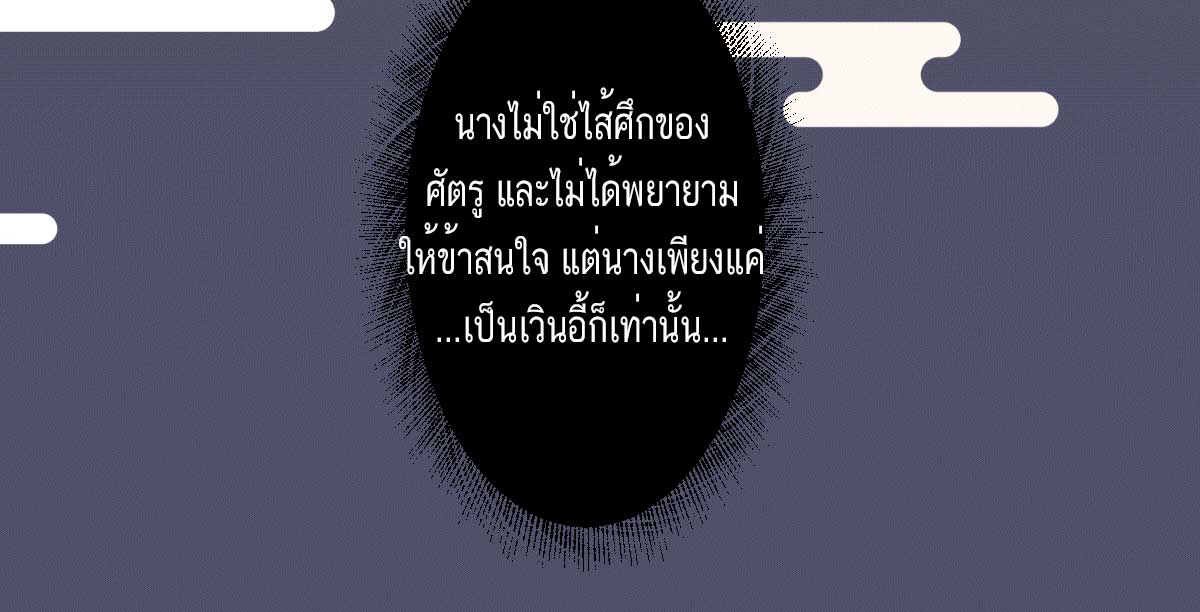 นางไม่ใช่ไส้ศึกของ
ศัตรู และไม่ได้พยายาม
ให้ข้าสนใจ แต่นางเพียงแค่
...เป็นเวินอี้ก็เท่านั้น...